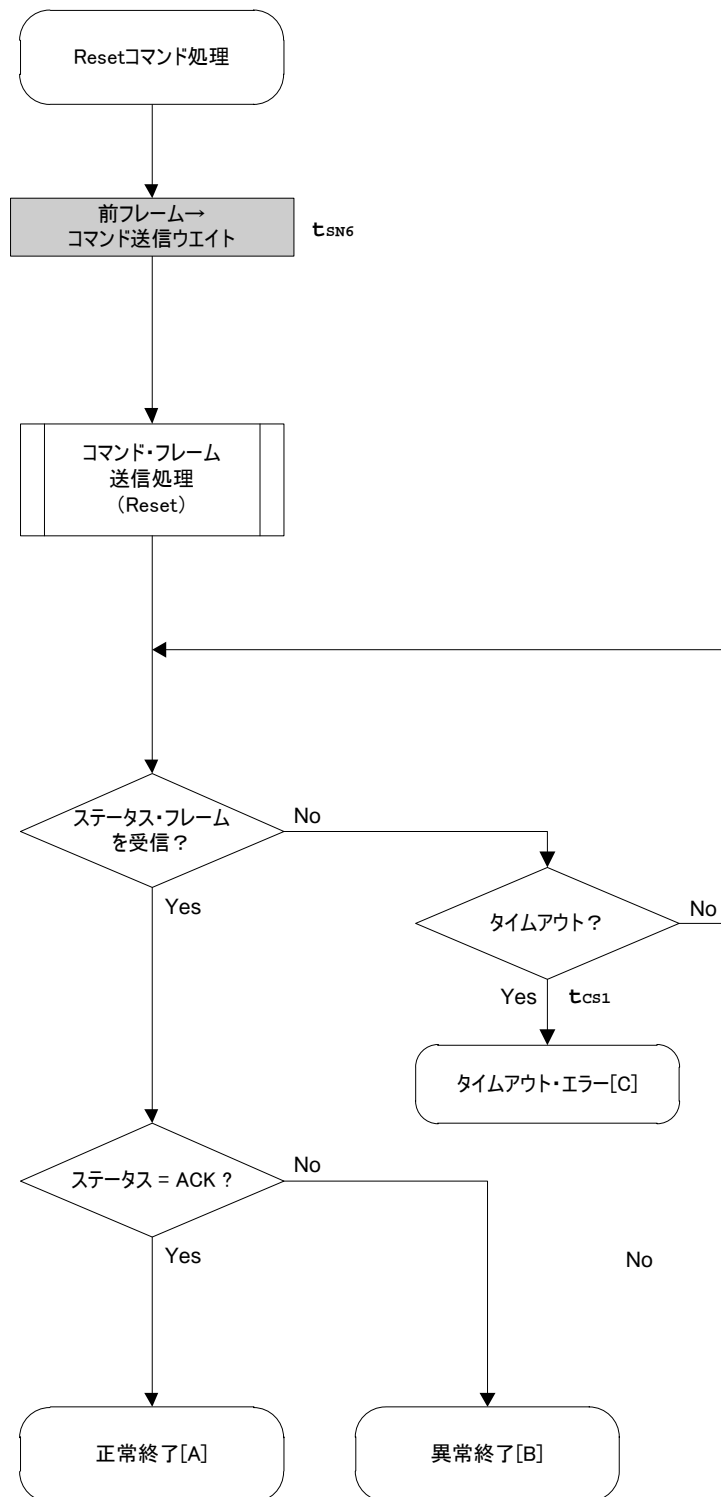 Resetコマンド処理
前フレーム→
コマンド送信ウエイト
tSN6
コマンド・フレーム
送信処理
(Reset)
ステータス・フレーム
を受信?
No
Yes
タイムアウト?
No
Yes
tCS1
タイムアウト・エラー[C]
ステータス = ACK ?
No
Yes
No
正常終了[A]
異常終了[B]